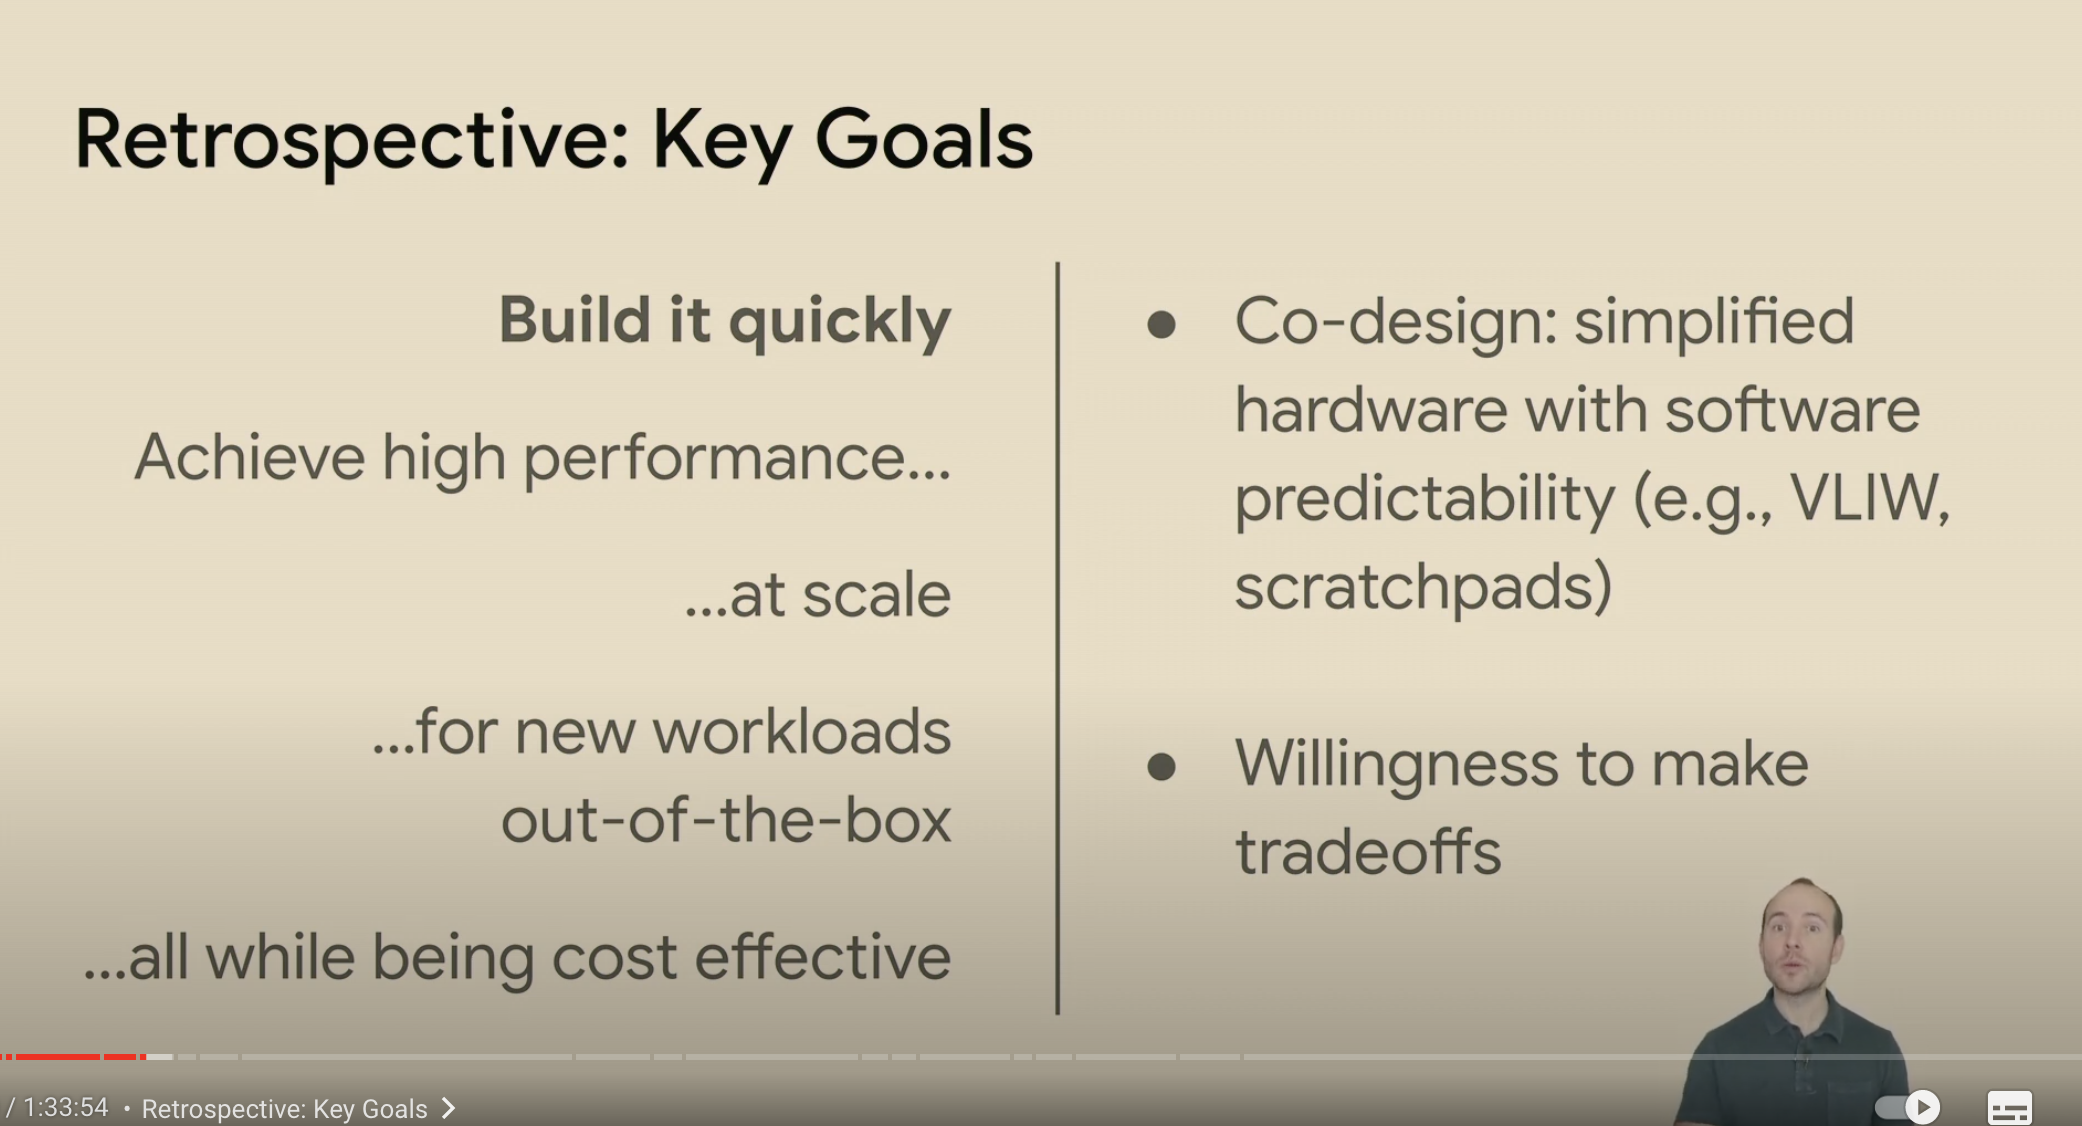 Retrospective: Key Goals
Build it quickly
Achieve high performance...
...at scale
...for new workloads
out-of-the-box
...all while being cost effective
● Co-design: simplified
hardware with software
predictability (e.g., VLIW,
scratchpads)
● Willingness to make
tradeoffs
/ 1:33:54 • Retrospective: Key Goals